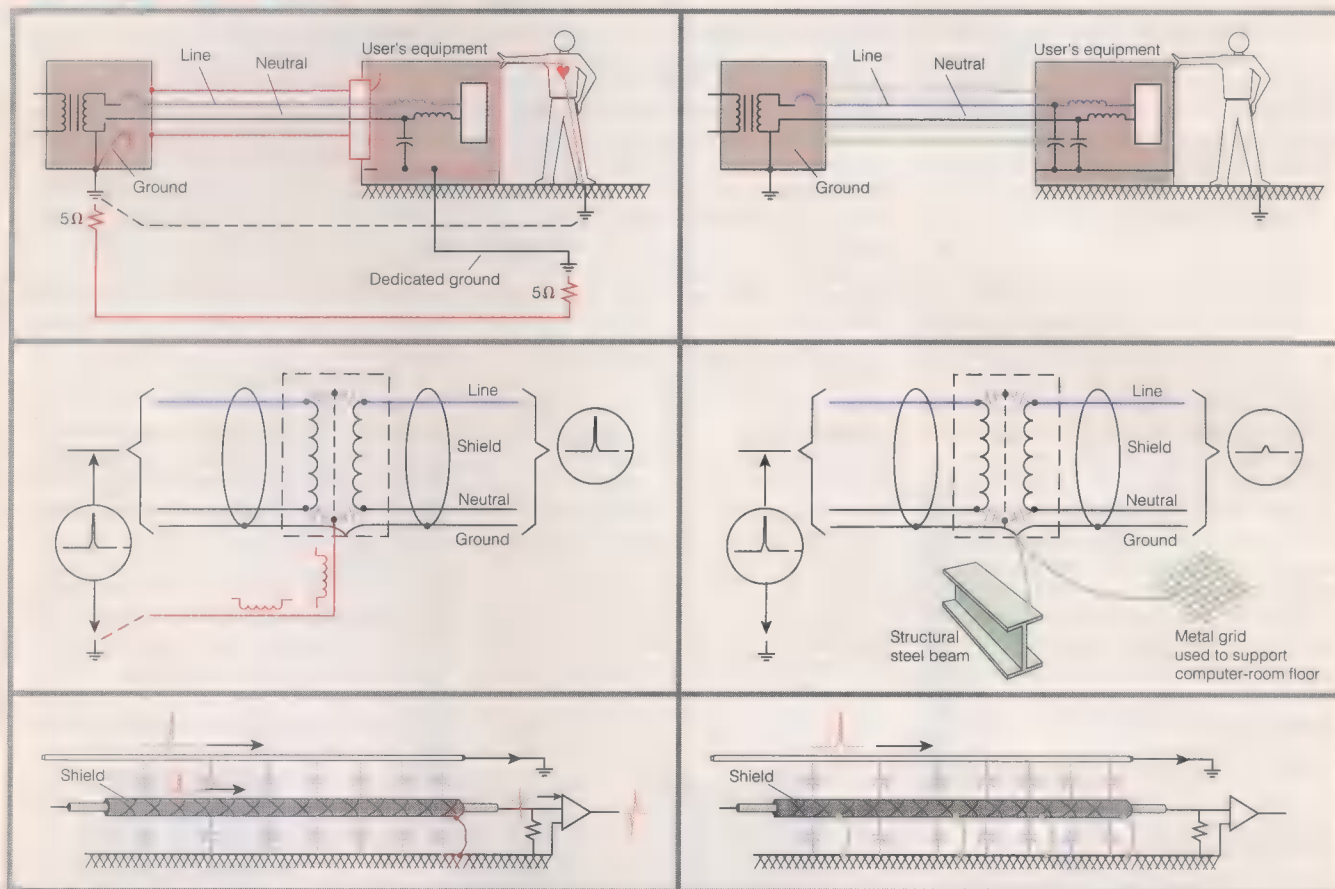 User's equipment
Line
Neutral
Ground
5Ω
Dedicated ground
5Ω
User's equipment
Line
Neutral
Ground
Line
Shield
Neutral
Ground
Line
Shield
Neutral
Ground
Structural
steel beam
Metal grid
used to support
computer-room floor
Shield
Shield